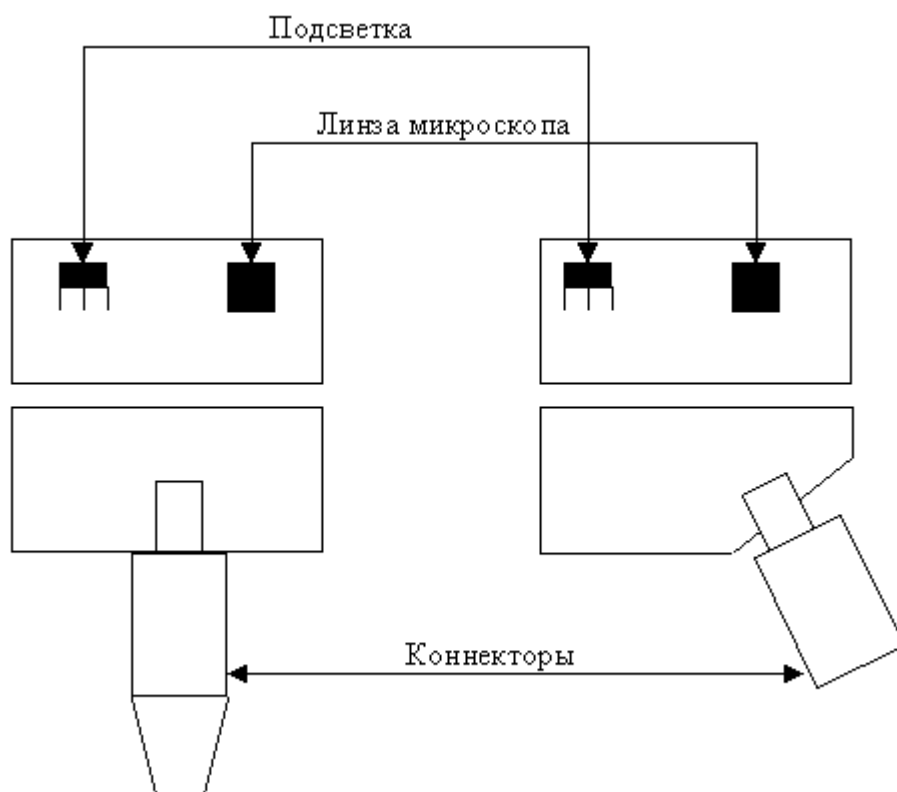 Подсветка
Линза микроскопа
Коннекторы